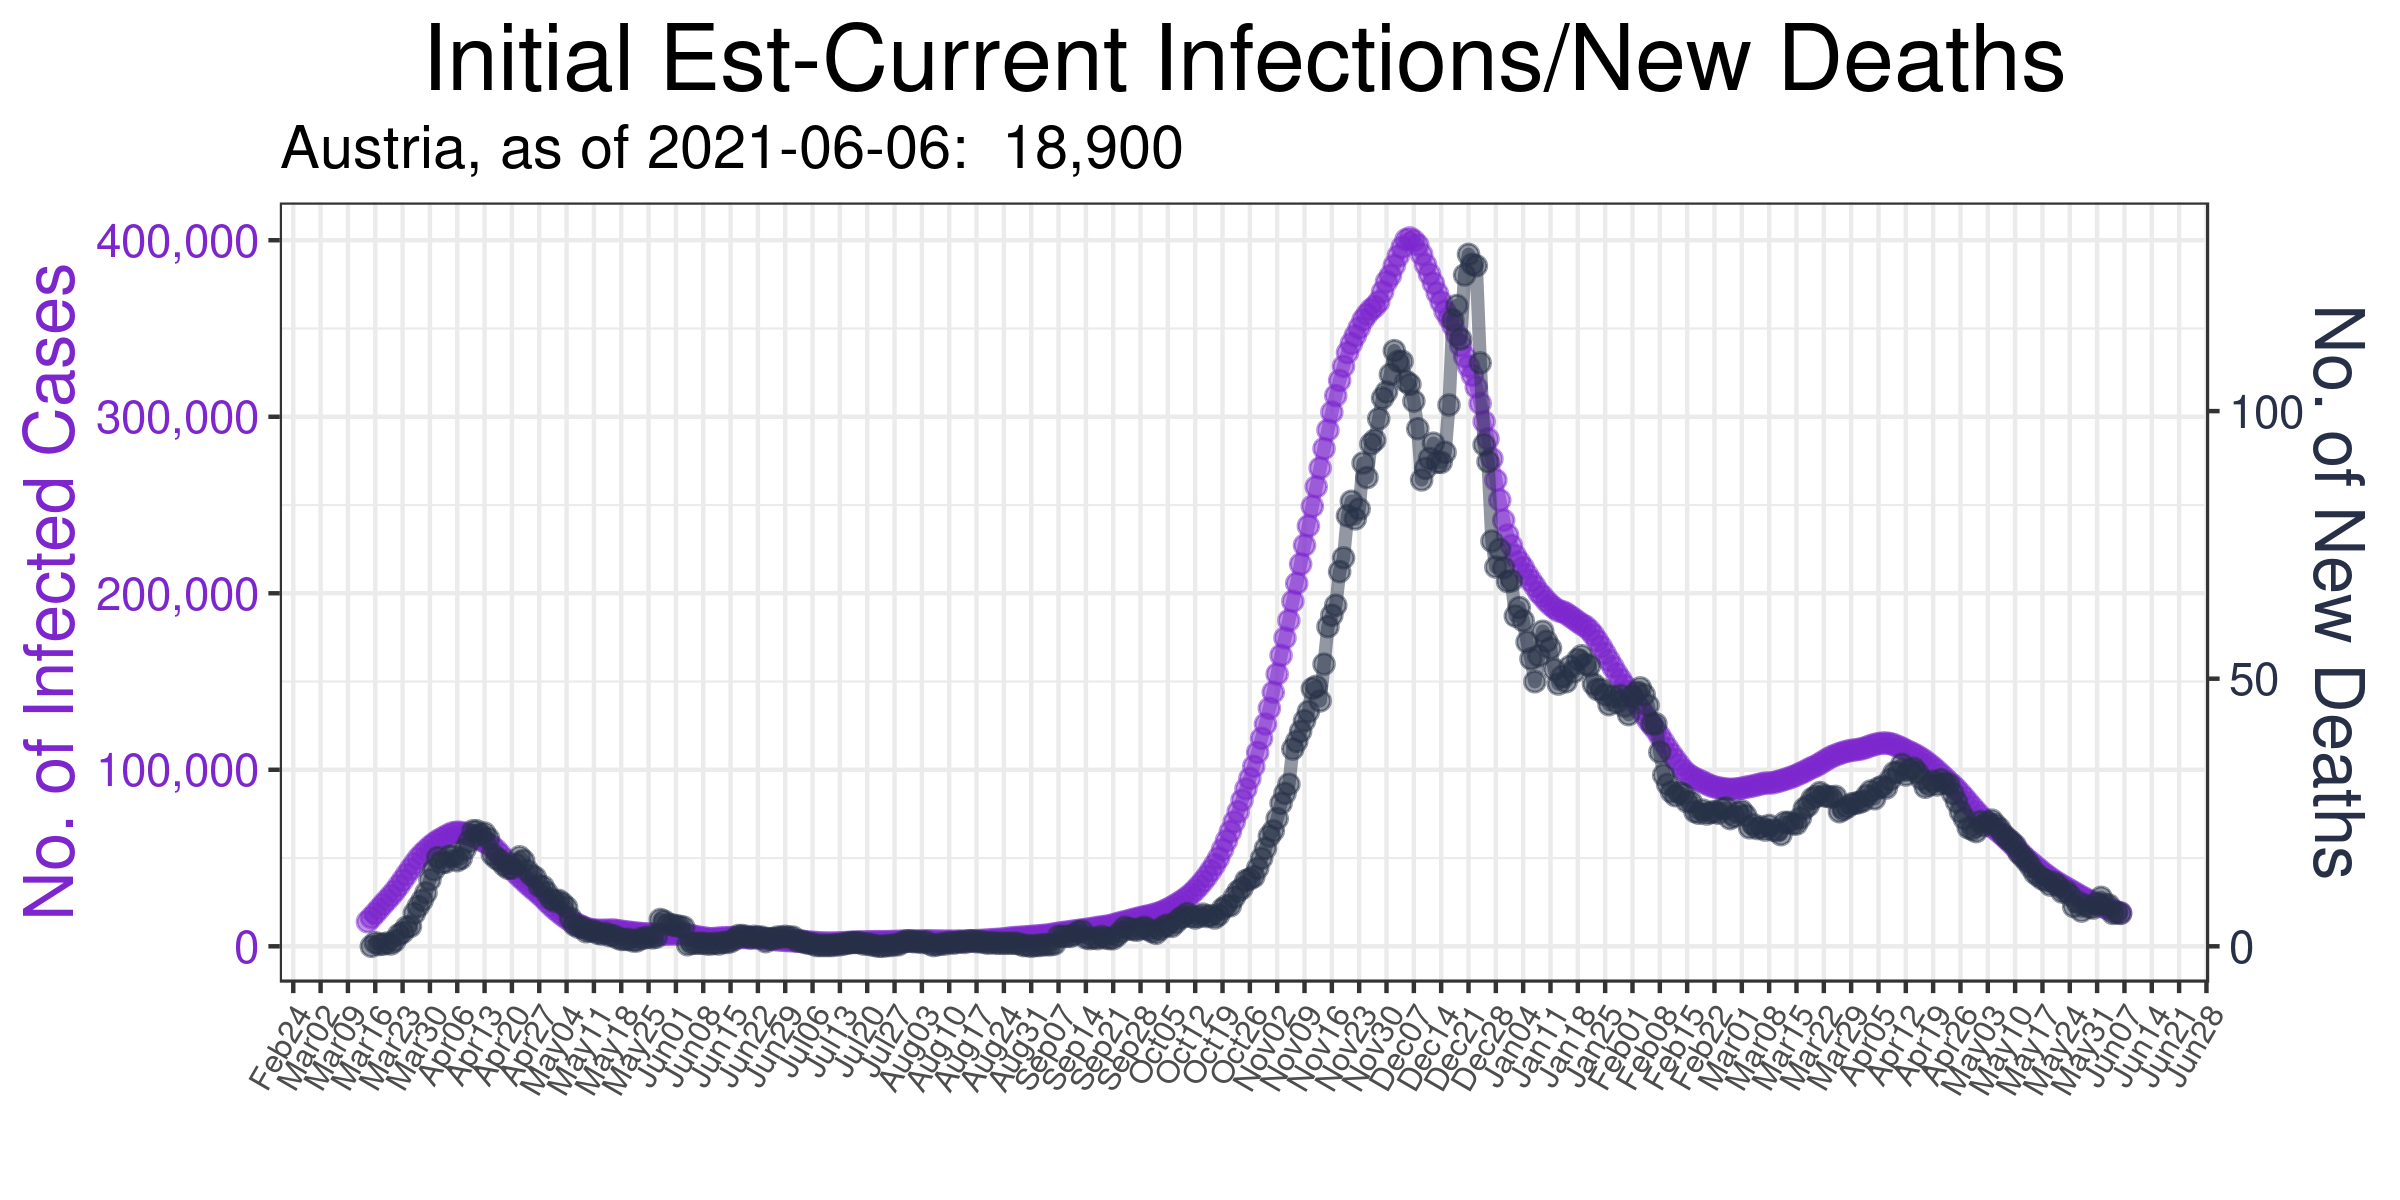 Initial Est-Current Infections/New Deaths
Austria, as of 2021-06-06:  18,900
No. of Infected Cases
400,000
300,000
200,000
100,000
0
No. of New Deaths
100
50
0
Feb24
Mar02
Mar09
Mar16
Mar23
Mar30
Apr06
Apr13
Apr20
Apr27
May04
May11
May18
May25
Jun01
Jun08
Jun15
Jun22
Jun29
Jul06
Jul13
Jul20
Jul27
Aug03
Aug10
Aug17
Aug24
Aug31
Sep07
Sep14
Sep21
Sep28
Oct05
Oct12
Oct19
Oct26
Nov02
Nov09
Nov16
Nov23
Nov30
Dec07
Dec14
Dec21
Dec28
Jan04
Jan11
Jan18
Jan25
Feb01
Feb08
Feb15
Feb22
Mar01
Mar08
Mar15
Mar22
Mar29
Apr05
Apr12
Apr19
Apr26
May03
May10
May17
May24
May31
Jun07
Jun14
Jun21
Jun28